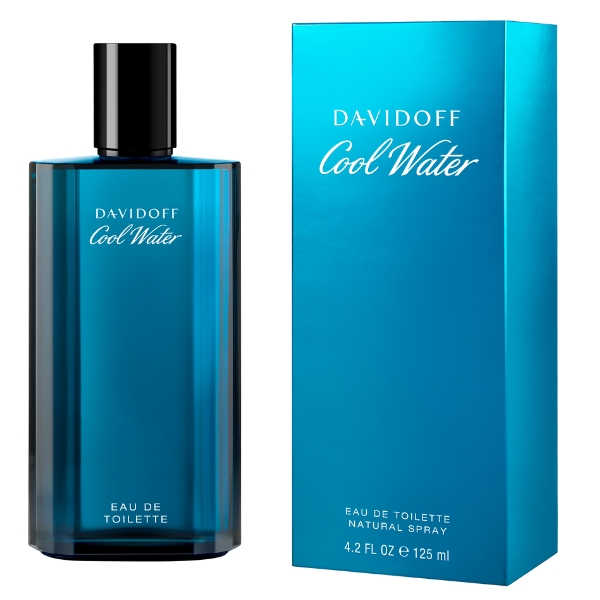 DAVIDOFF
Cool Water
EAU DE
TOILETTE
DAVIDOFF
Cool Water
EAU DE TOILETTE
NATURAL SPRAY
4.2 FL OZ ℮ 125 ml